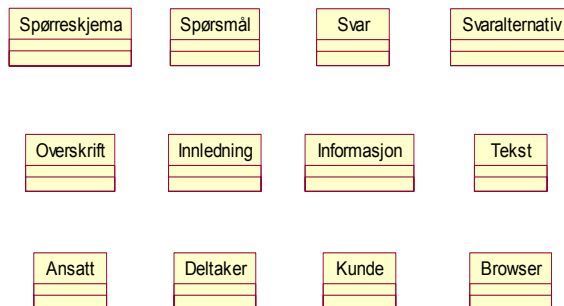 Spørreskjema Spørsmål Svar Svaralternativ
Overskrift Innledning Informasjon Tekst
Ansatt Deltaker Kunde Browser